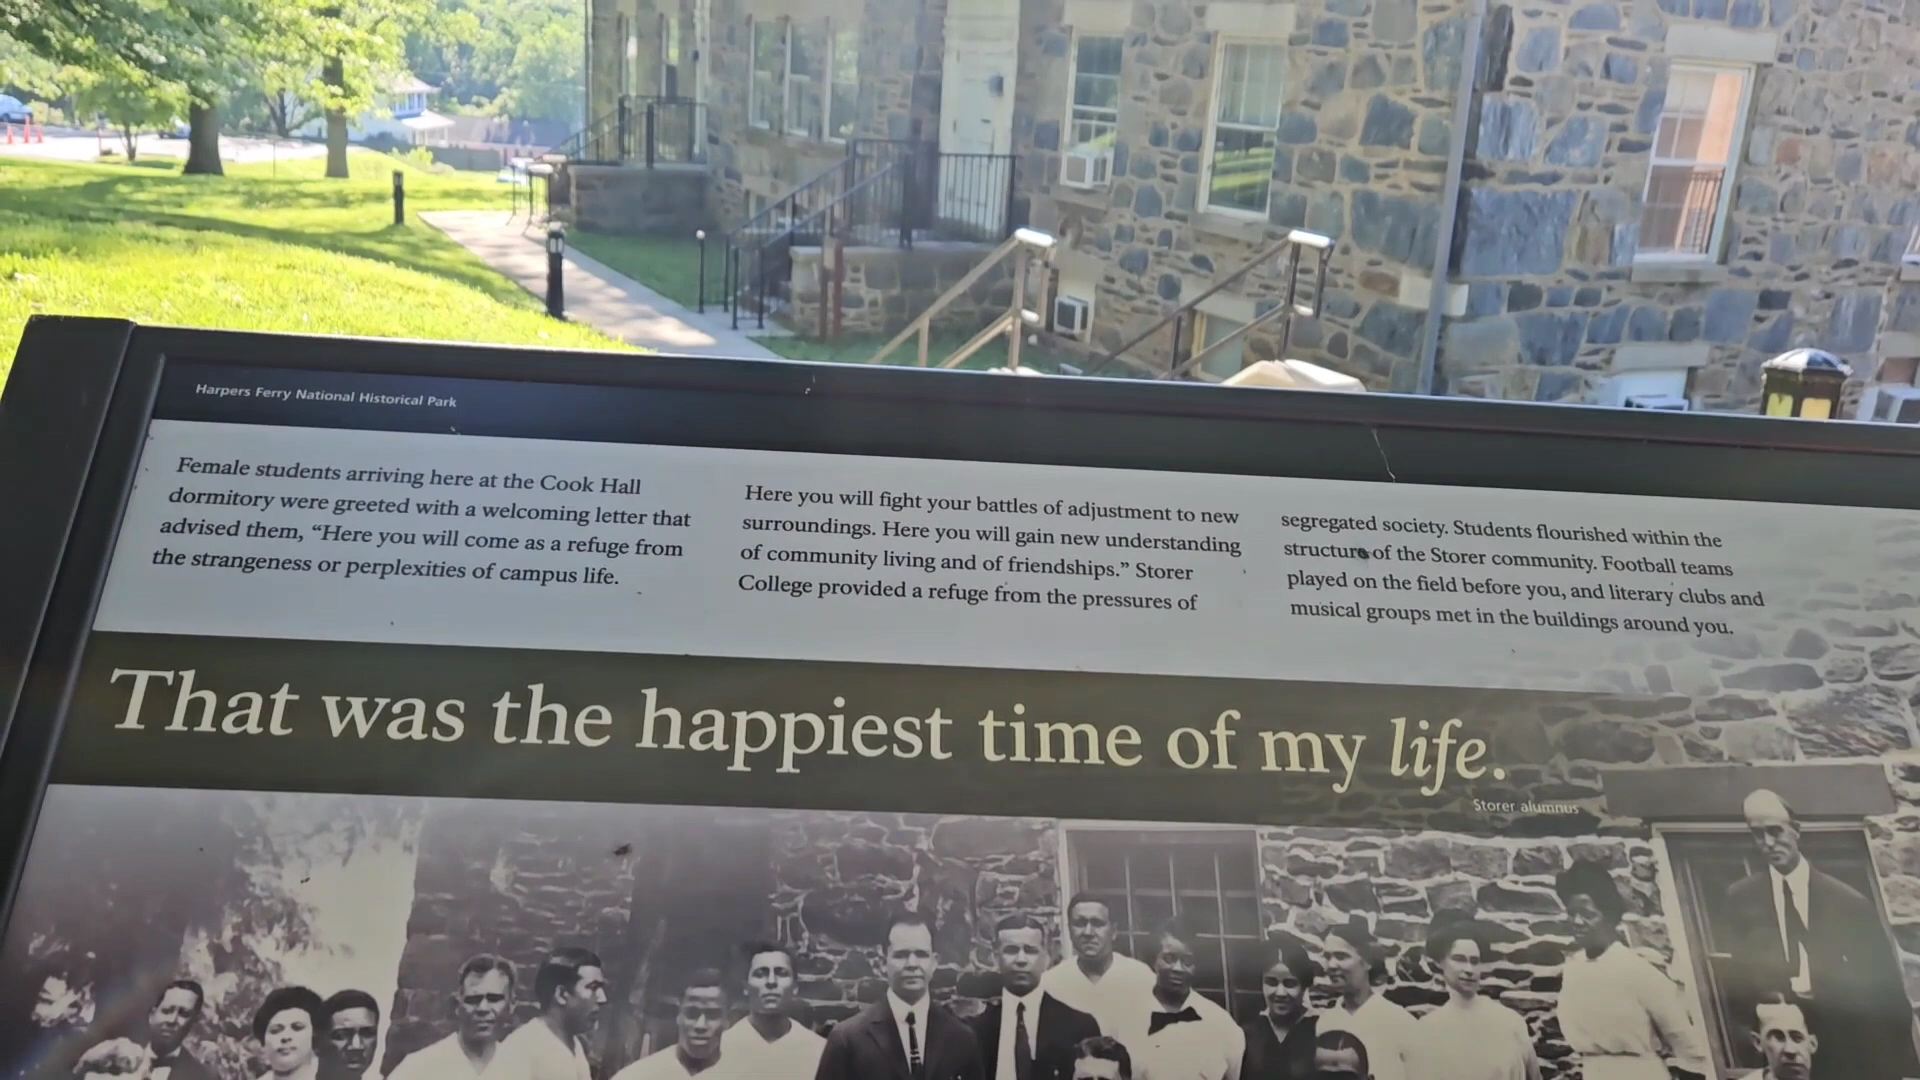 Harpers Ferry National Historical Park
Female students arriving here at the Cook Hall
dormitory were greeted with a welcoming letter that
advised them, “Here you will come as a refuge from
the strangeness or perplexities of campus life.
Here you will fight your battles of adjustment to new
surroundings. Here you will gain new understanding
of community living and of friendships.” Storer
College provided a refuge from the pressures of
segregated society. Students flourished within the
structure of the Storer community. Football teams
played on the field before you, and literary clubs and
musical groups met in the buildings around you.
That was the happiest time of my life.
Storer alumnus